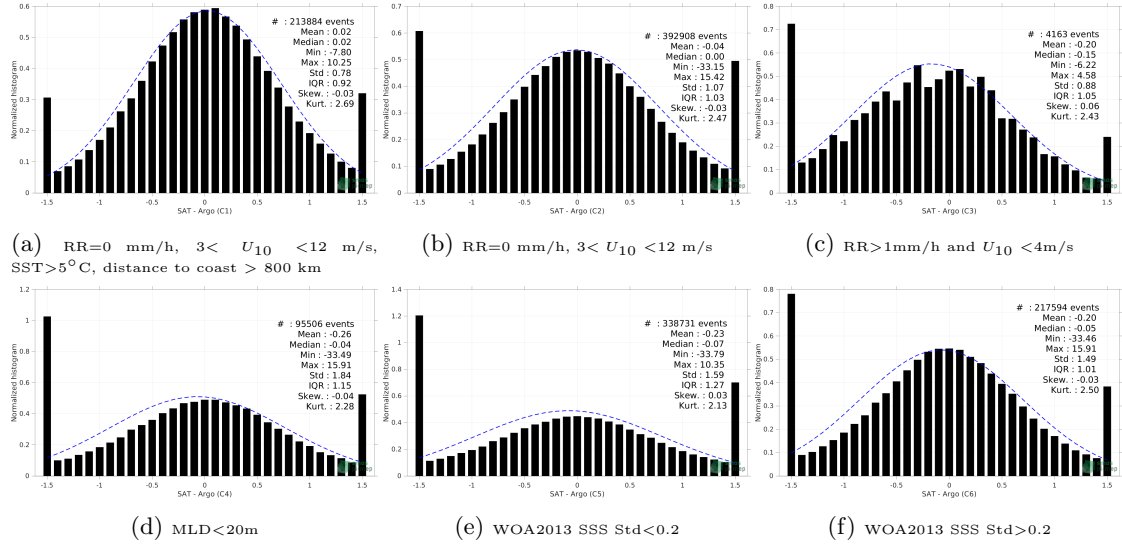 0.6
0.5
0.4
0.3
0.2
0.1
0
Normalized histogram
# : 213884 events
Mean : 0.02
Median : 0.02
Min : -7.80
Max : 10.25
Std : 0.78
IQR : 0.92
Skew. : -0.03
Kurt. : 2.69
-1.5 -1 -0.5 0 0.5 1 1.5
SAT - Argo (C1)
(a) RR=0 mm/h, 3< U10 <12 m/s,
SST>5°C, distance to coast > 800 km
0.7
0.6
0.5
0.4
0.3
0.2
0.1
0
Normalized histogram
# : 392908 events
Mean : -0.04
Median : 0.00
Min : -33.15
Max : 15.42
Std : 1.07
IQR : 1.03
Skew. : -0.03
Kurt. : 2.47
-1.5 -1 -0.5 0 0.5 1 1.5
SAT - Argo (C2)
(b) RR=0 mm/h, 3< U10 <12 m/s
0.8
0.7
0.6
0.5
0.4
0.3
0.2
0.1
0
Normalized histogram
# : 4163 events
Mean : -0.20
Median : -0.15
Min : -6.22
Max : 4.58
Std : 0.88
IQR : 1.05
Skew. : 0.06
Kurt. : 2.43
-1.5 -1 -0.5 0 0.5 1 1.5
SAT - Argo (C3)
(c) RR>1mm/h and U10 <4m/s
1.2
1
0.8
0.6
0.4
0.2
0
Normalized histogram
# : 95506 events
Mean : -0.26
Median : -0.04
Min : -33.49
Max : 15.91
Std : 1.84
IQR : 1.15
Skew. : -0.04
Kurt. : 2.28
-1.5 -1 -0.5 0 0.5 1 1.5
SAT - Argo (C4)
(d) MLD<20m
1.4
1.2
1
0.8
0.6
0.4
0.2
0
Normalized histogram
# : 338731 events
Mean : -0.23
Median : -0.07
Min : -33.79
Max : 10.35
Std : 1.59
IQR : 1.27
Skew. : 0.03
Kurt. : 2.13
-1.5 -1 -0.5 0 0.5 1 1.5
SAT - Argo (C5)
(e) WOA2013 SSS Std<0.2
0.8
0.7
0.6
0.5
0.4
0.3
0.2
0.1
0
Normalized histogram
# : 217594 events
Mean : -0.20
Median : -0.05
Min : -33.46
Max : 15.91
Std : 1.49
IQR : 1.01
Skew. : -0.03
Kurt. : 2.50
-1.5 -1 -0.5 0 0.5 1 1.5
SAT - Argo (C6)
(f) WOA2013 SSS Std>0.2